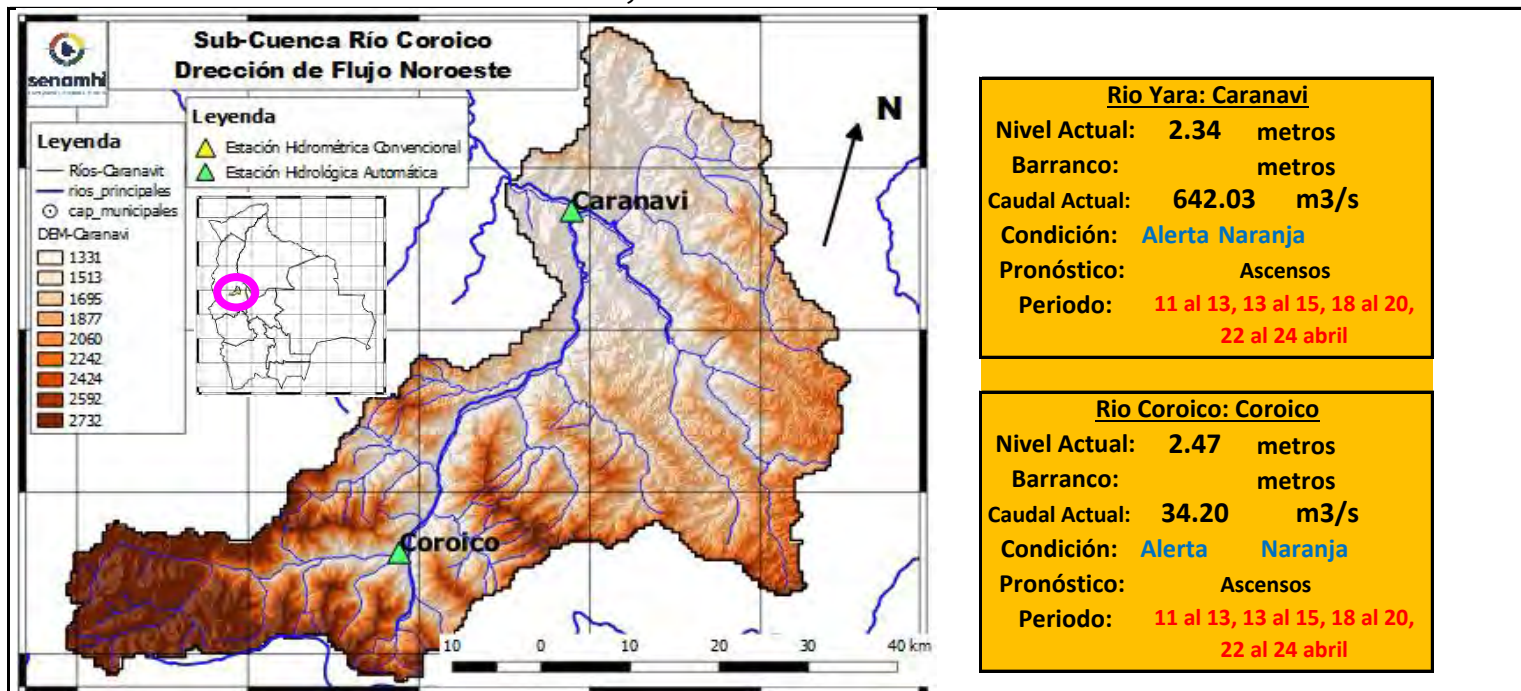 Sub-Cuenca Río Coroico
Drección de Flujo Noroeste
senamhi
Leyenda
Ríos-Caranavit
rios_principales
cap_municipales
DEM-Caranavi
1331
1513
1695
1877
2060
2242
2424
2592
2732
Leyenda
Estación Hidrométrica Convencional
Estación Hidrológica Automática
N
Caranavi
Coroico
10 0 10 20 30 40 km
Rio Yara: Caranavi
Nivel Actual: 2.34 metros
Barranco: metros
Caudal Actual: 642.03 m3/s
Condición: Alerta Naranja
Pronóstico: Ascensos
Periodo: 11 al 13, 13 al 15, 18 al 20,
22 al 24 abril
Rio Coroico: Coroico
Nivel Actual: 2.47 metros
Barranco: metros
Caudal Actual: 34.20 m3/s
Condición: Alerta Naranja
Pronóstico: Ascensos
Periodo: 11 al 13, 13 al 15, 18 al 20,
22 al 24 abril